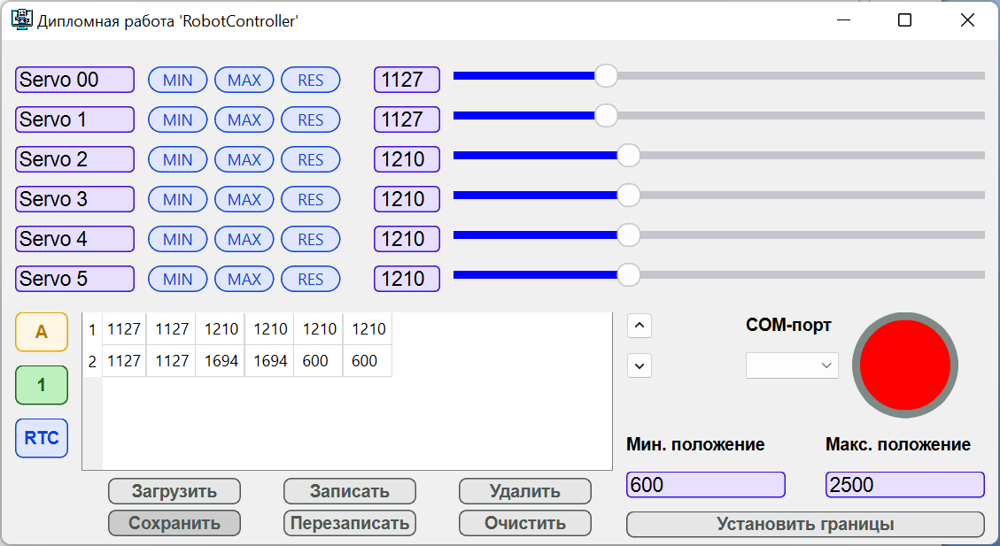 Дипломная работа 'RobotController'
Servo 00 MIN MAX RES 1127
Servo 1 MIN MAX RES 1127
Servo 2 MIN MAX RES 1210
Servo 3 MIN MAX RES 1210
Servo 4 MIN MAX RES 1210
Servo 5 MIN MAX RES 1210
A
1
RTC
1 1127 1127 1210 1210 1210 1210
2 1127 1127 1694 1694 600 600
COM-порт
Мин. положение Макс. положение
600 2500
Загрузить Записать Удалить
Сохранить Перезаписать Очистить
Установить границы